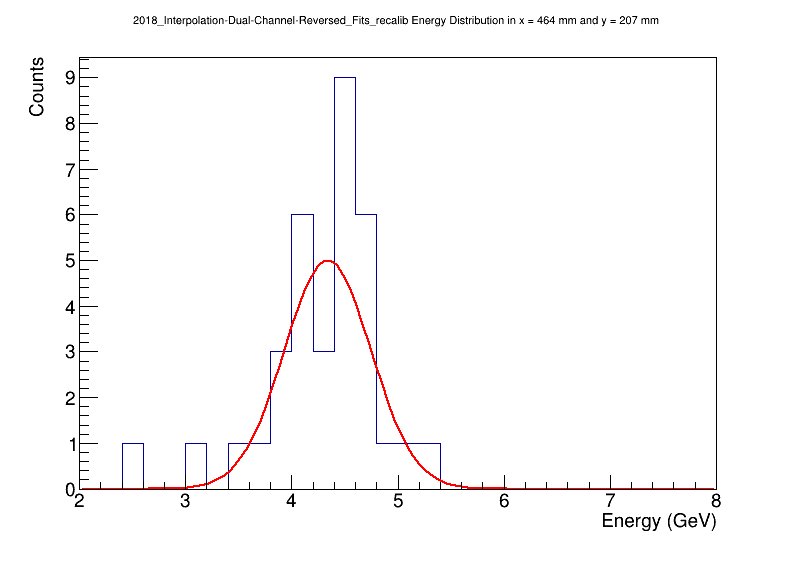 2018_Interpolation-Dual-Channel-Reversed_Fits_recalib Energy Distribution in x = 464 mm and y = 207 mm
Counts
9
8
7
6
5
4
3
2
1
0
2 3 4 5 6 7 8
Energy (GeV)